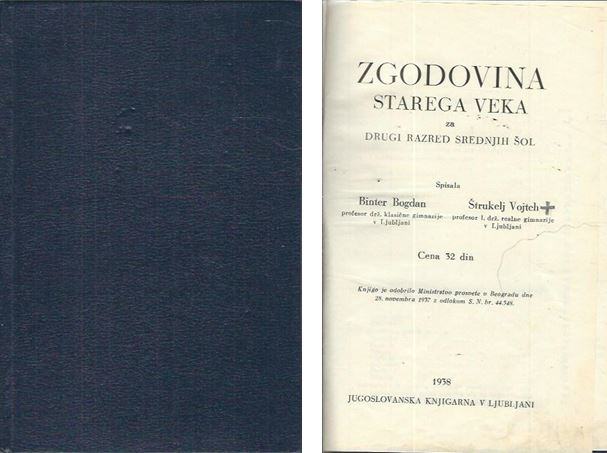 ZGODOVINA
STAREGA VEKA
za
DRUGI RAZRED SREDNJIH ŠOL
Spisala
Binter Bogdan Štrukelj Vojteh
profesor drž. klasične gimnazije profesor I. drž. realne gimnazije
v Ljubljani v Ljubljani
Cena 32 din
Knjigo je odobrilo Ministrstvo prosvete v Beogradu dne
28. novembra 1937 z odlokom S. N. br. 44.548.
1938
JUGOSLOVANSKA KNJIGARNA V LJUBLJANI